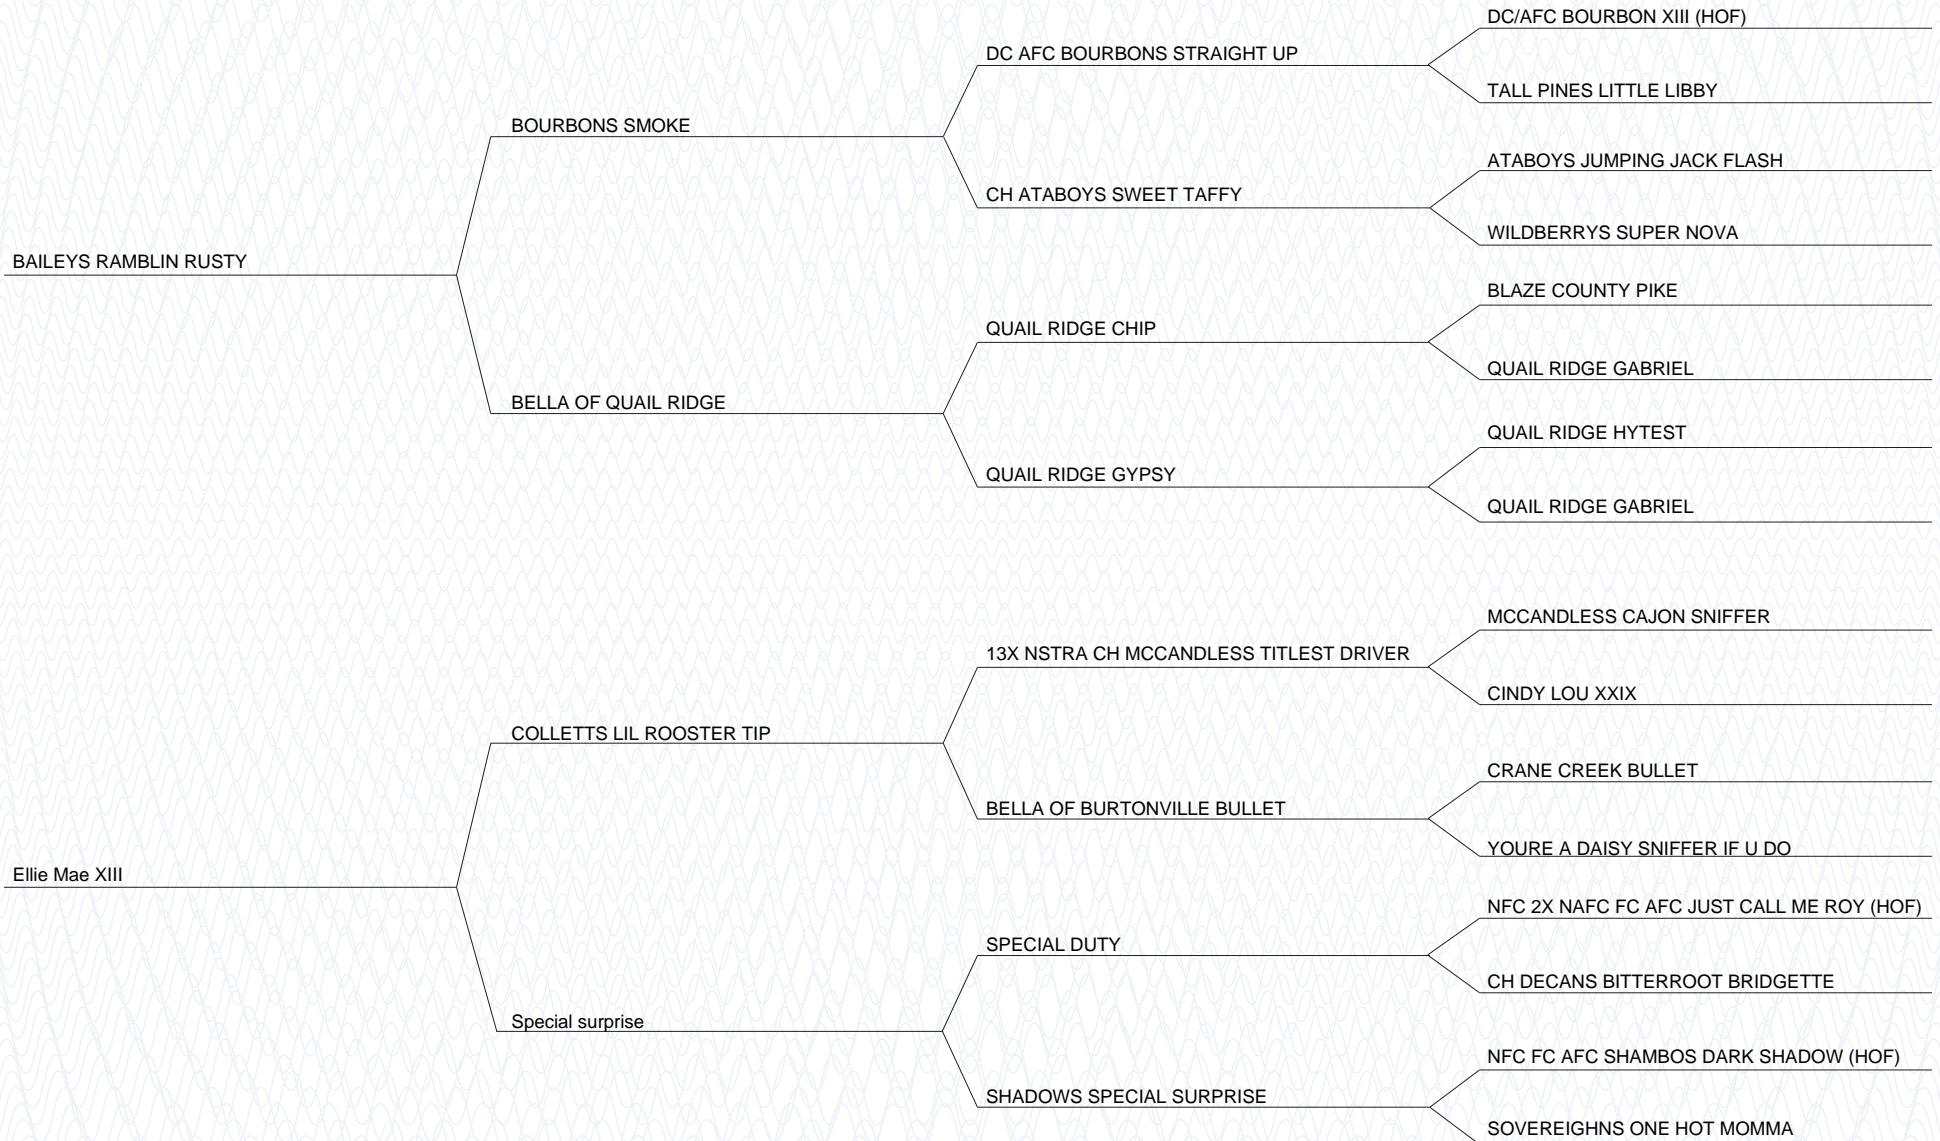 DC/AFC BOURBON XIII (HOF)
DC AFC BOURBONS STRAIGHT UP
TALL PINES LITTLE LIBBY
BOURBONS SMOKE
ATABOYS JUMPING JACK FLASH
CH ATABOYS SWEET TAFFY
WILDBERRYS SUPER NOVA
BAILEYS RAMBLIN RUSTY
BLAZE COUNTY PIKE
QUAIL RIDGE CHIP
QUAIL RIDGE GABRIEL
BELLA OF QUAIL RIDGE
QUAIL RIDGE HYTEST
QUAIL RIDGE GYPSY
QUAIL RIDGE GABRIEL
MCCANDLESS CAJON SNIFFER
13X NSTRA CH MCCANDLESS TITLEST DRIVER
CINDY LOU XXIX
COLLETTS LIL ROOSTER TIP
CRANE CREEK BULLET
BELLA OF BURTONVILLE BULLET
YOURE A DAISY SNIFFER IF U DO
Ellie Mae XIII
NFC 2X NAFC FC AFC JUST CALL ME ROY (HOF)
SPECIAL DUTY
CH DECANS BITTERROOT BRIDGETTE
Special surprise
NFC FC AFC SHAMBOS DARK SHADOW (HOF)
SHADOWS SPECIAL SURPRISE
SOVEREIGHNS ONE HOT MOMMA